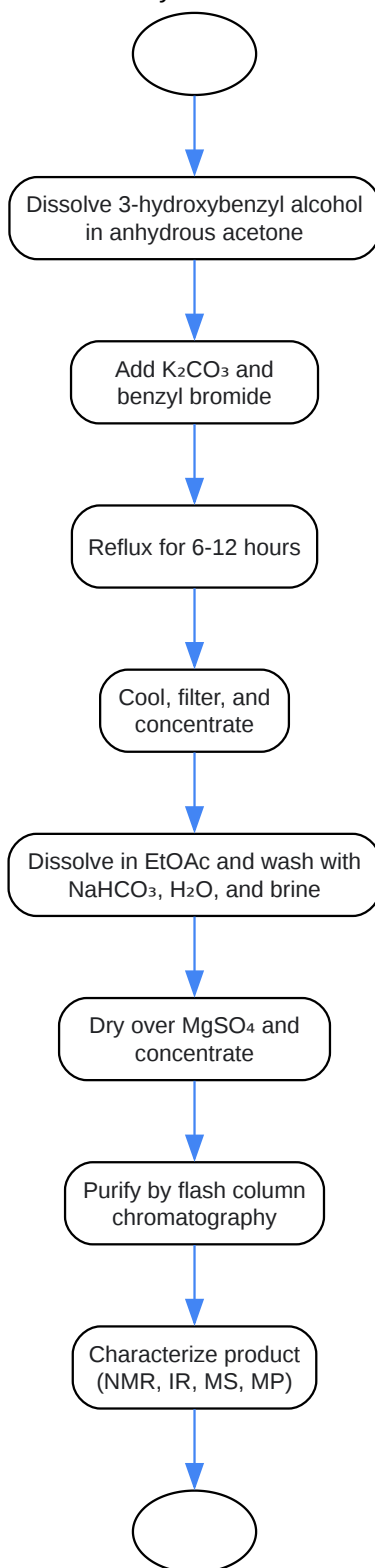 Dissolve 3-hydroxybenzyl alcohol
in anhydrous acetone
Add K₂CO₃ and
benzyl bromide
Reflux for 6-12 hours
Cool, filter, and
concentrate
Dissolve in EtOAc and wash with
NaHCO₃, H₂O, and brine
Dry over MgSO₄ and
concentrate
Purify by flash column
chromatography
Characterize product
(NMR, IR, MS, MP)